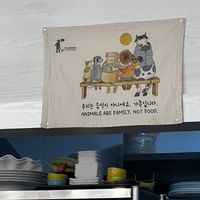 우리는 음식이 아니에요, 가족입니다.
ANIMALS ARE FAMILY, NOT FOOD.